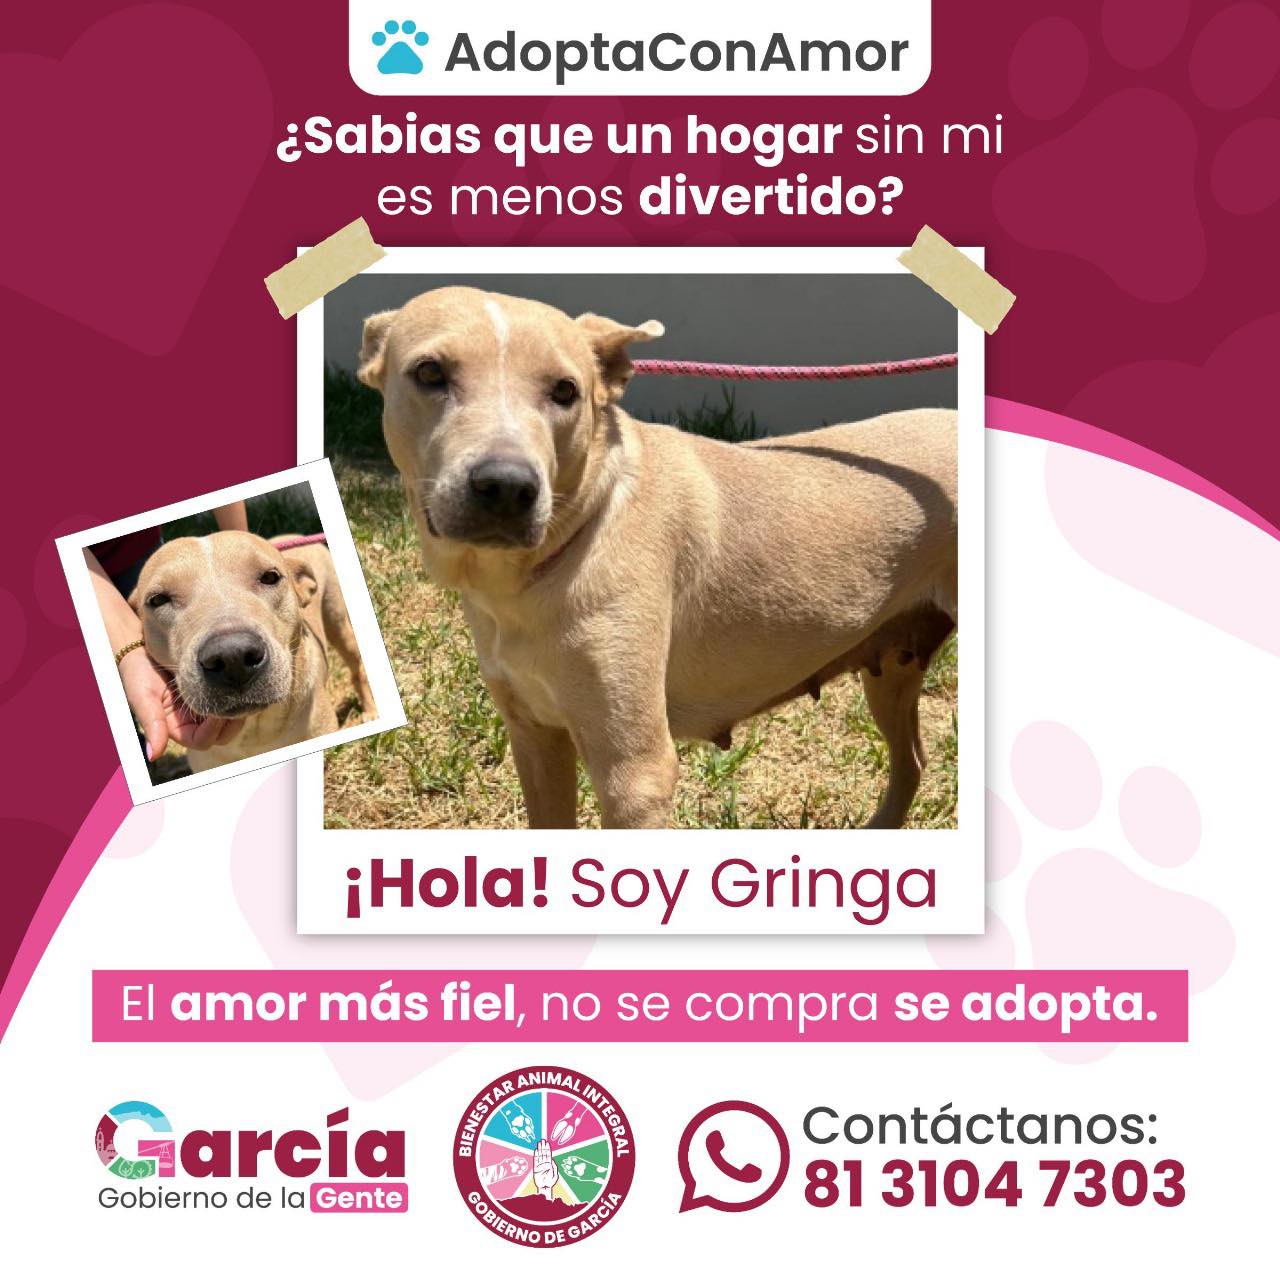 AdoptaConAmor
¿Sabias que un hogar sin mi
es menos divertido?
¡Hola! Soy Gringa
El amor más fiel, no se compra se adopta.
García
Gobierno de la Gente
BIENESTAR ANIMAL INTEGRAL
GOBIERNO DE GARCÍA
Contáctanos:
81 3104 7303